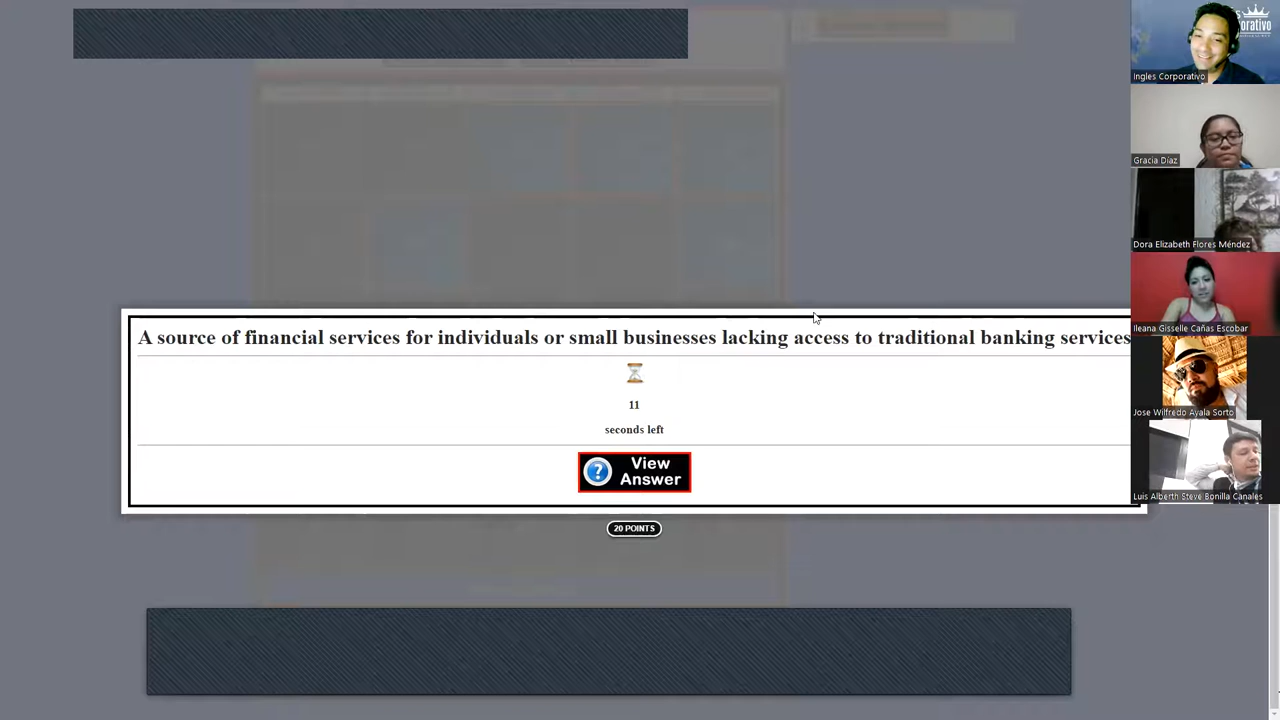 orativo
Ingles Corporativo
Gracia Díaz
Dora Elizabeth Flores Méndez
Ileana Gisselle Cañas Escobar
Jose Wilfredo Ayala Sorto
Luis Alberth Steve Bonilla Canales
A source of financial services for individuals or small businesses lacking access to traditional banking services
11
seconds left
? View
Answer
20 POINTS